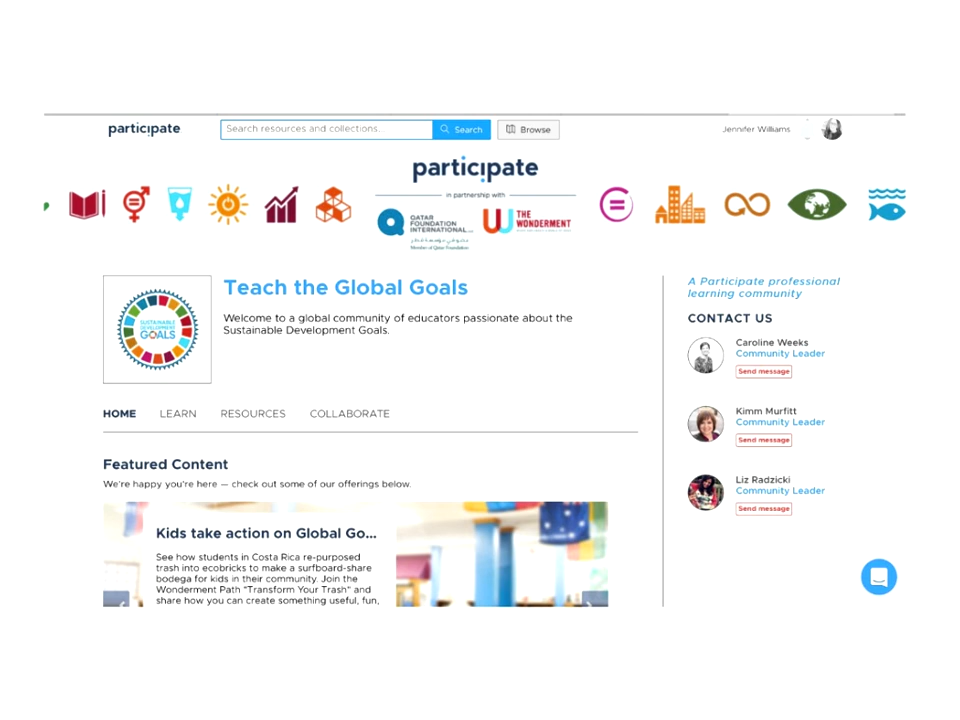 participate
Search resources and collections.
Search
Browse
Jennifer Williams
participate
in partnership with
QATAR
FOUNDATION
INTERNATIONAL...
Member of Qatar Foundation
THE
WONDERMENT
SUSTAINABLE
DEVELOPMENT
GOALS
Teach the Global Goals
Welcome to a global community of educators passionate about the
Sustainable Development Goals.
A Participate professional
learning community
CONTACT US
Caroline Weeks
Community Leader
Send message
Kimm Murfitt
Community Leader
Send message
Liz Radzicki
Community Leader
Send message
HOME LEARN RESOURCES COLLABORATE
Featured Content
We're happy you're here — check out some of our offerings below.
Kids take action on Global Go...
See how students in Costa Rica re-purposed
trash into ecobricks to make a surfboard-share
bodega for kids in their community. Join the
Wonderment Path "Transform Your Trash" and
share how you can create something useful, fun,